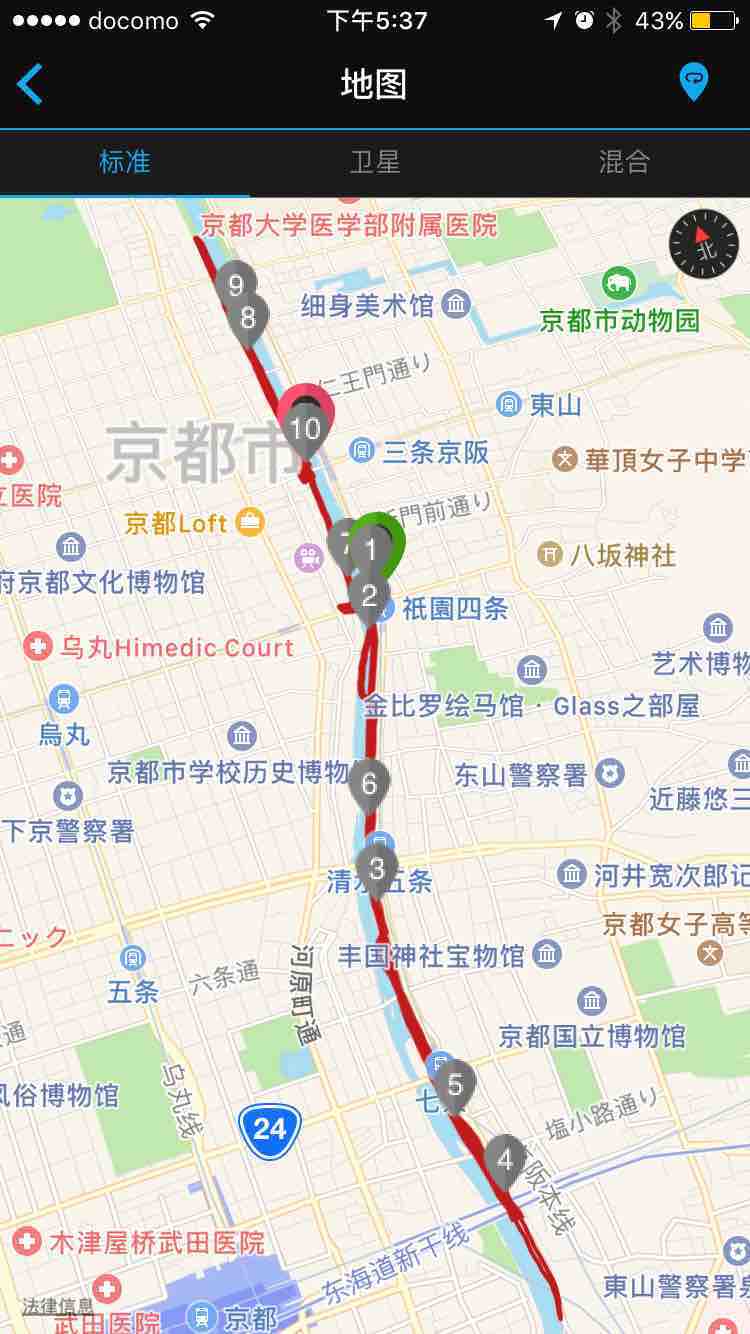 docomo
下午5:37
43%
地图
标准
卫星
混合
京都大学医学部附属医院
北
9
8
细身美术馆
京都市动物园
仁王門通り
東山
10
京都市
三条京阪
華頂女子中学
立医院
京都Loft
新門前通り
7
1
八坂神社
府京都文化博物馆
2
祇園四条
乌丸Himedic Court
艺术博物
金比罗绘马馆 · Glass之部屋
烏丸
京都市学校历史博物
6
东山警察署
近藤悠三
下京警察署
3
清水五条
河井宽次郎记
京都女子高等
ニック
丰国神社宝物馆
六条通
河原町通
五条
京都国立博物馆
通
风俗博物馆
乌丸线
5
七条
24
塩小路通り
4
阪本线
木津屋桥武田医院
东海道新干线
東山警察署
法律信息
武田医院
京都